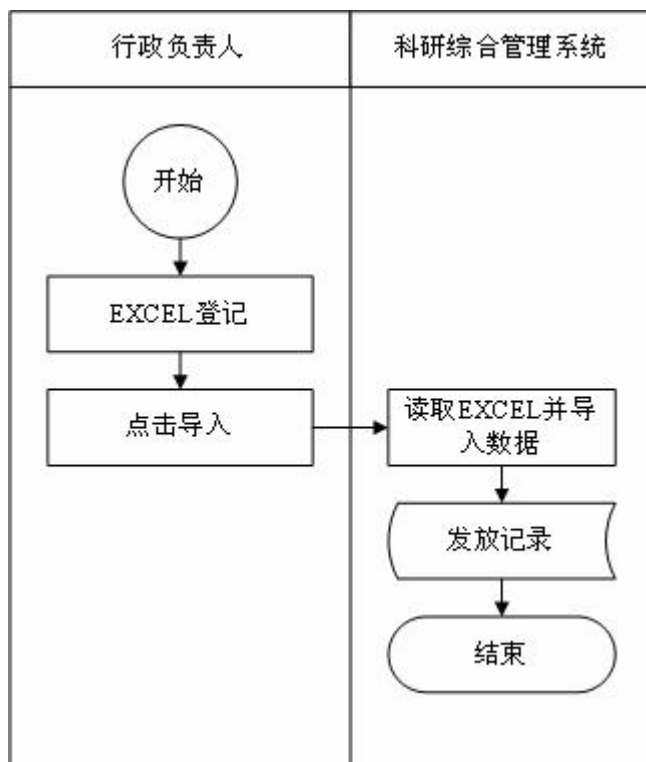 行政负责人
科研综合管理系统
开始
EXCEL登记
点击导入
读取EXCEL并导
入数据
发放记录
结束